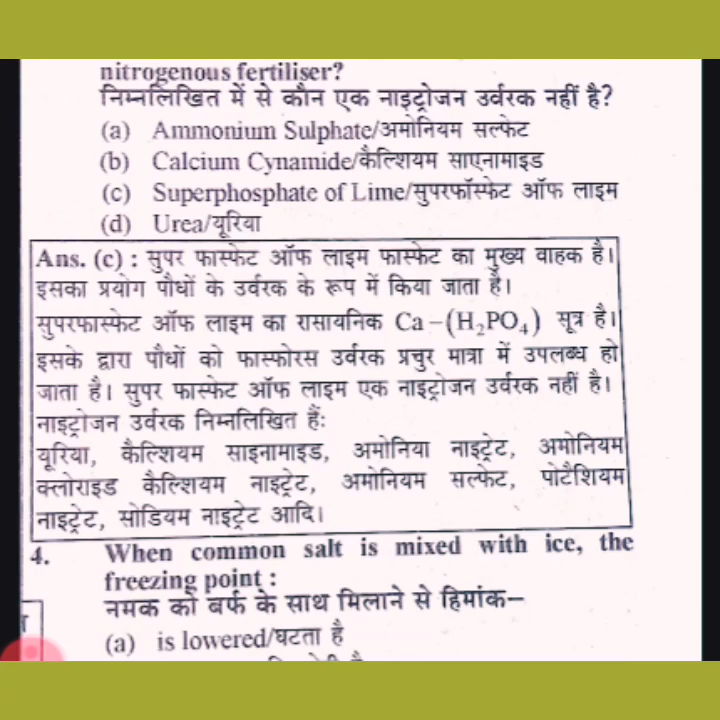 nitrogenous fertiliser?
निम्नलिखित में से कौन एक नाइट्रोजन उर्वरक नहीं है?
(a) Ammonium Sulphate/अमोनियम सल्फेट
(b) Calcium Cynamide/कैल्शियम साएनामाइड
(c) Superphosphate of Lime/सुपरफॉस्फेट ऑफ लाइम
(d) Urea/यूरिया
Ans. (c) : सुपर फास्फेट ऑफ लाइम फास्फेट का मुख्य वाहक है।
इसका प्रयोग पौधों के उर्वरक के रूप में किया जाता है।
सुपरफास्फेट ऑफ लाइम का रासायनिक Ca–(H₂PO₄) सूत्र है।
इसके द्वारा पौधों को फास्फोरस उर्वरक प्रचुर मात्रा में उपलब्ध हो
जाता है। सुपर फास्फेट ऑफ लाइम एक नाइट्रोजन उर्वरक नहीं है।
नाइट्रोजन उर्वरक निम्नलिखित हैं:
यूरिया, कैल्शियम साइनामाइड, अमोनिया नाइट्रेट, अमोनियम
क्लोराइड कैल्शियम नाइट्रेट, अमोनियम सल्फेट, पोटैशियम
नाइट्रेट, सोडियम नाइट्रेट आदि।
4. When common salt is mixed with ice, the
freezing point :
नमक को बर्फ के साथ मिलाने से हिमांक–
(a) is lowered/घटता है